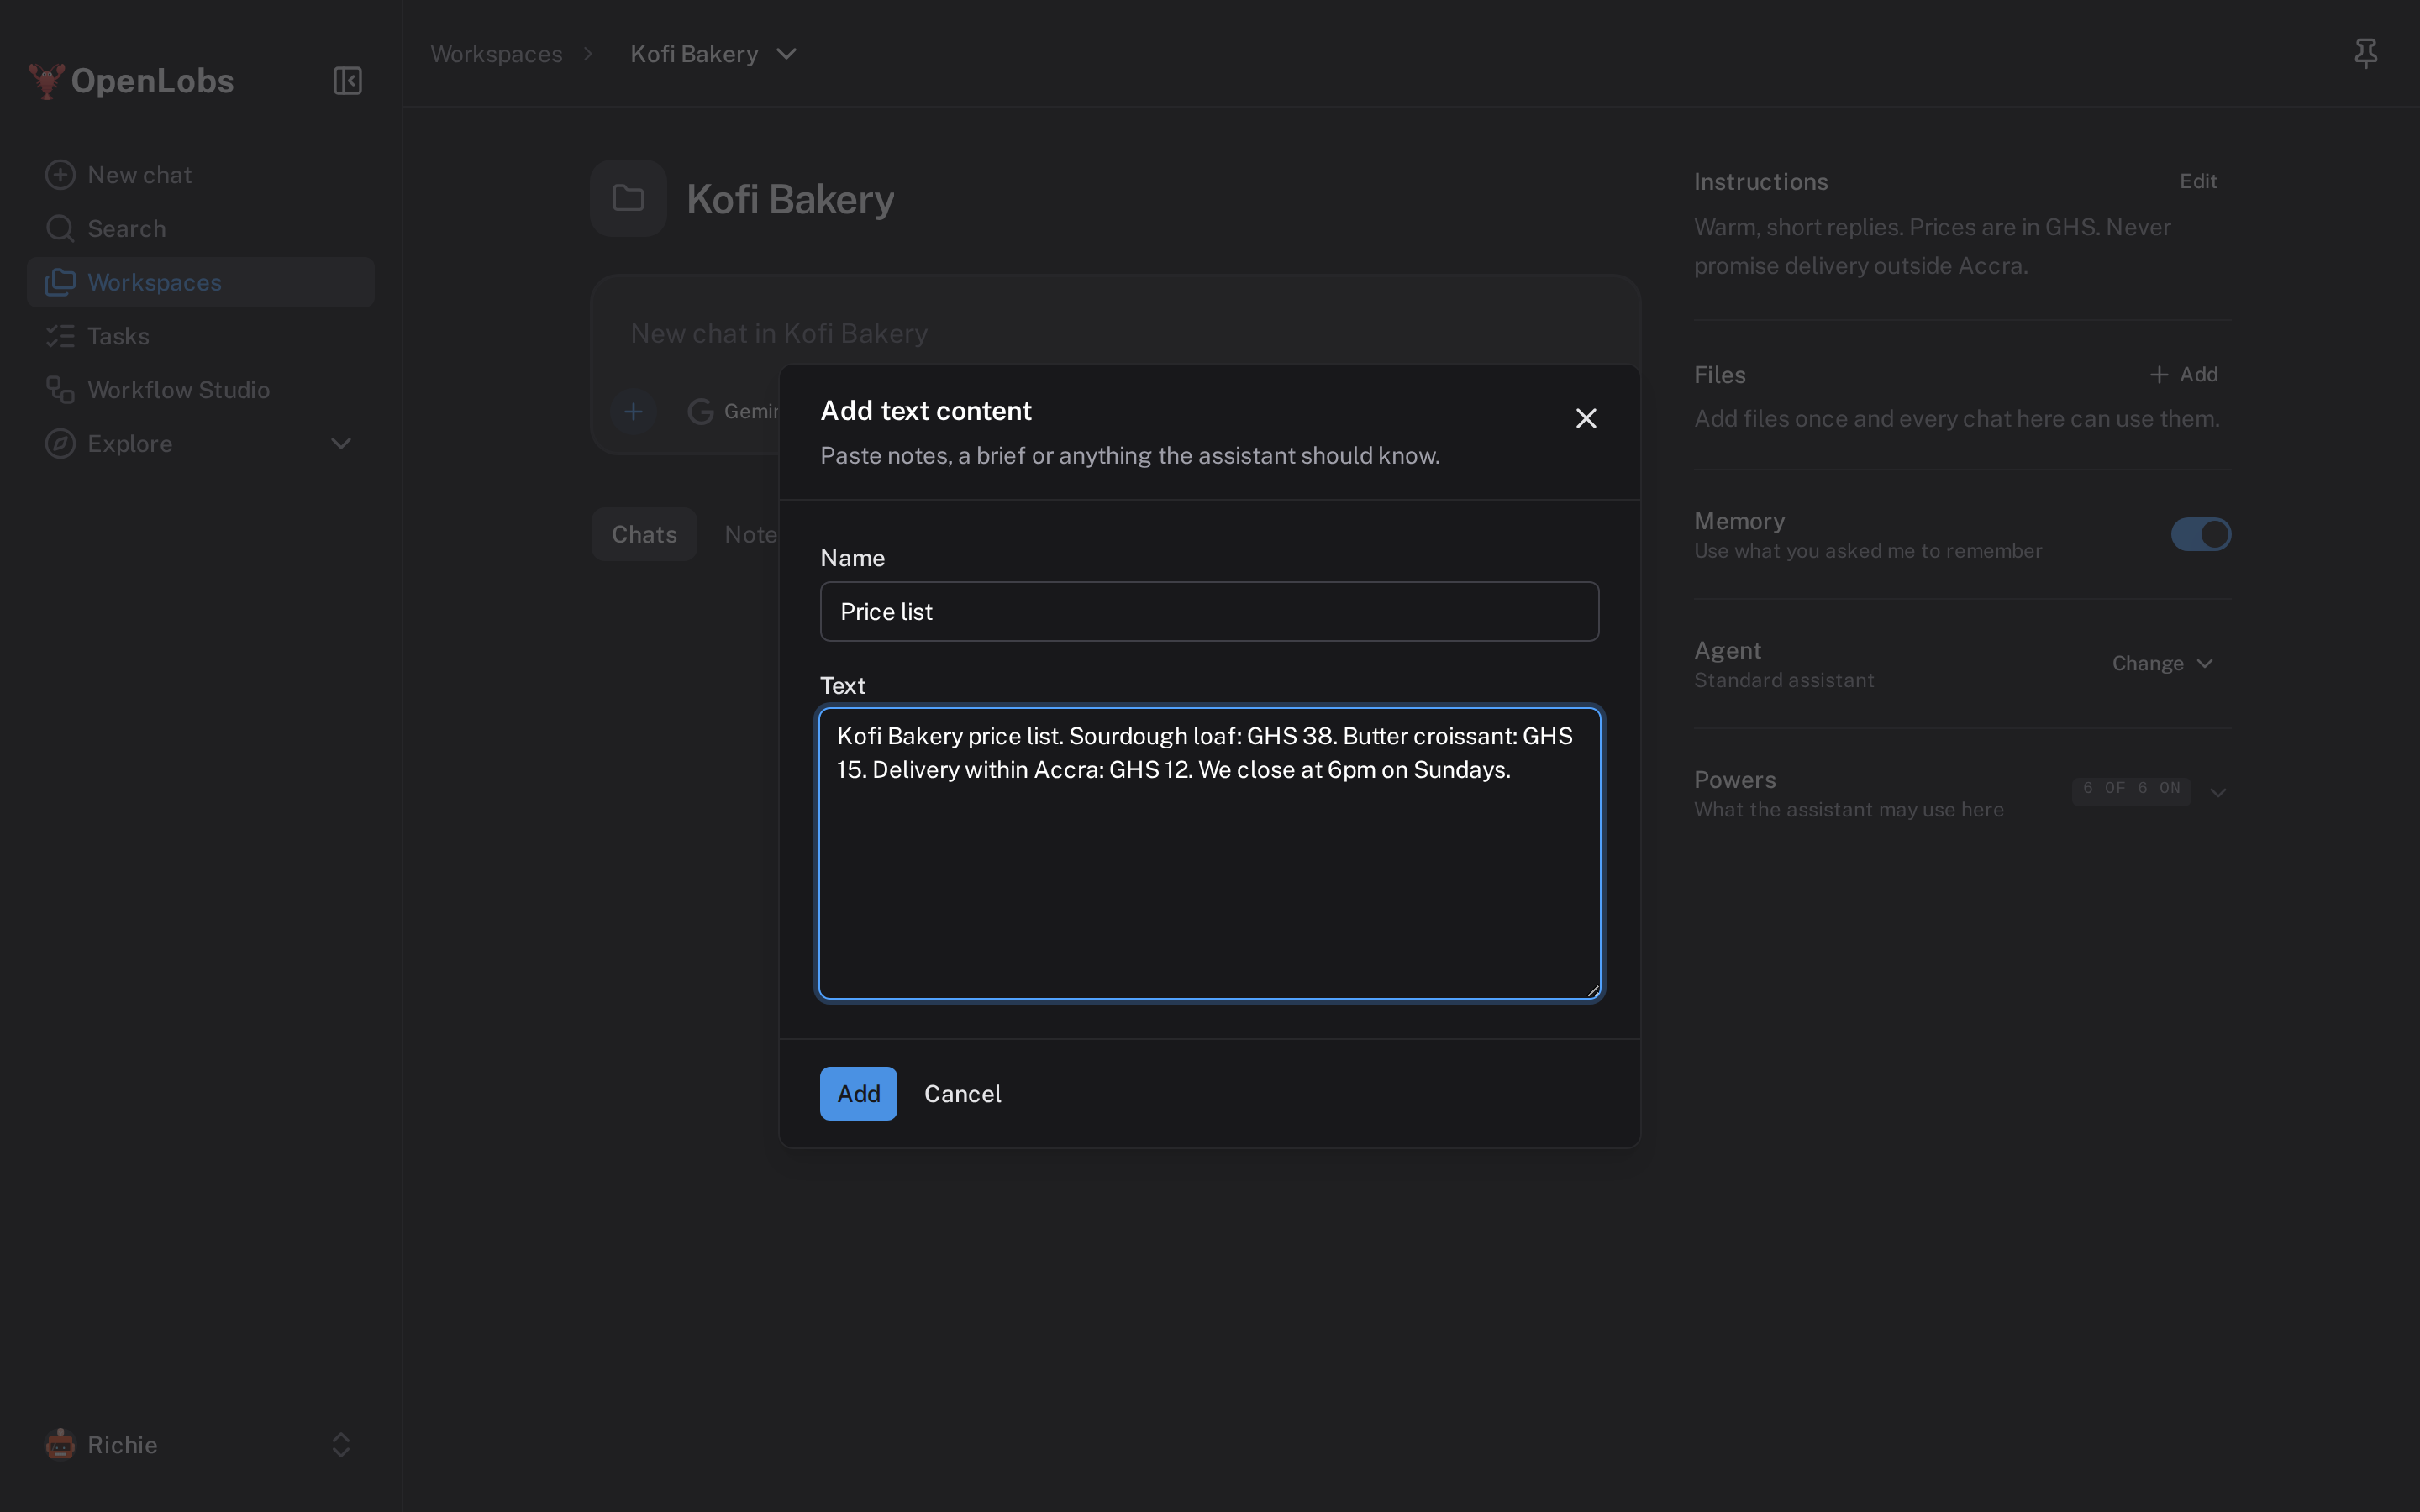 OpenLobs
New chat
Search
Workspaces
Tasks
Workflow Studio
Explore
Richie
Workspaces
Kofi Bakery
Kofi Bakery
New chat in Kofi Bakery
Chats
Instructions
Edit
Warm, short replies. Prices are in GHS. Never
promise delivery outside Accra.
Files
Add
Add files once and every chat here can use them.
Memory
Use what you asked me to remember
Agent
Standard assistant
Change
Powers
What the assistant may use here
6 OF 6 ON
Add text content
Paste notes, a brief or anything the assistant should know.
Name
Price list
Text
Kofi Bakery price list. Sourdough loaf: GHS 38. Butter croissant: GHS
15. Delivery within Accra: GHS 12. We close at 6pm on Sundays.
Add
Cancel